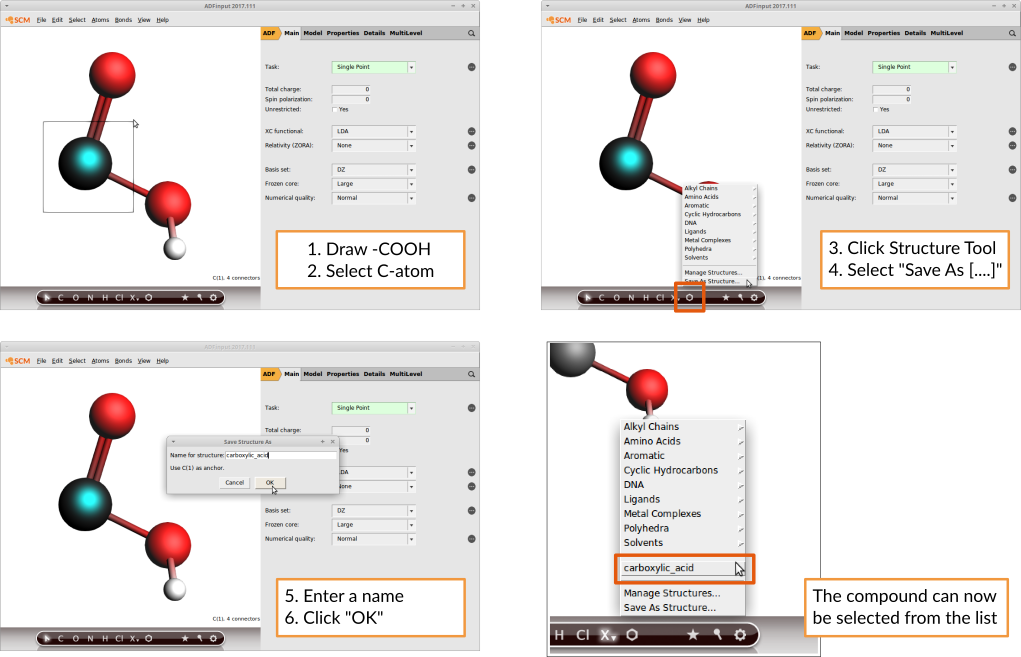 ADFinput 2017.111
SCM File Edit Select Atoms Bonds View Help
ADF Main Model Properties Details MultiLevel
Task: Single Point
Total charge: 0
Spin polarization: 0
Unrestricted: Yes
XC functional: LDA
Relativity (ZORA): None
Basis set: DZ
Frozen core: Large
Numerical quality: Normal
1. Draw -COOH
2. Select C-atom
C(1), 4 connectors
C O N H Cl X
ADFinput 2017.111
SCM File Edit Select Atoms Bonds View Help
ADF Main Model Properties Details MultiLevel
Task: Single Point
Total charge: 0
Spin polarization: 0
Unrestricted: Yes
XC functional: LDA
Relativity (ZORA): None
Basis set: DZ
Frozen core: Large
Numerical quality: Normal
Alkyl Chains
Amino Acids
Aromatic
Cyclic Hydrocarbons
DNA
Ligands
Metal Complexes
Polyhedra
Solvents
Manage Structures...
Save As Structure...
3. Click Structure Tool
4. Select "Save As [....]"
C(1), 4 connectors
C O N H Cl X
ADFinput 2017.111
SCM File Edit Select Atoms Bonds View Help
ADF Main Model Properties Details MultiLevel
Task: Single Point
0
0
Yes
LDA
None
Basis set: DZ
Frozen core: Large
Numerical quality: Normal
Save Structure As
Name for structure: carboxylic_acid
Use C(1) as anchor.
Cancel OK
5. Enter a name
6. Click "OK"
C(1), 4 connectors
C O N H Cl X
Alkyl Chains
Amino Acids
Aromatic
Cyclic Hydrocarbons
DNA
Ligands
Metal Complexes
Polyhedra
Solvents
carboxylic_acid
Manage Structures...
Save As Structure...
H Cl X
The compound can now
be selected from the list